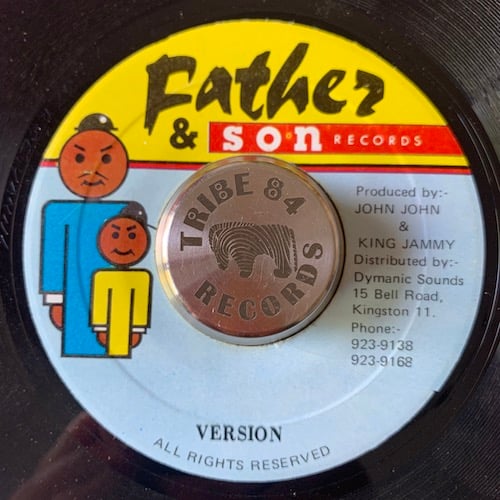 Father
& son RECORDS
TRIBE 84
RECORDS
Produced by:-
JOHN JOHN
&
KING JAMMY
Distributed by:-
Dymanic Sounds
15 Bell Road,
Kingston 11.
Phone:-
923-9138
923-9168
VERSION
ALL RIGHTS RESERVED